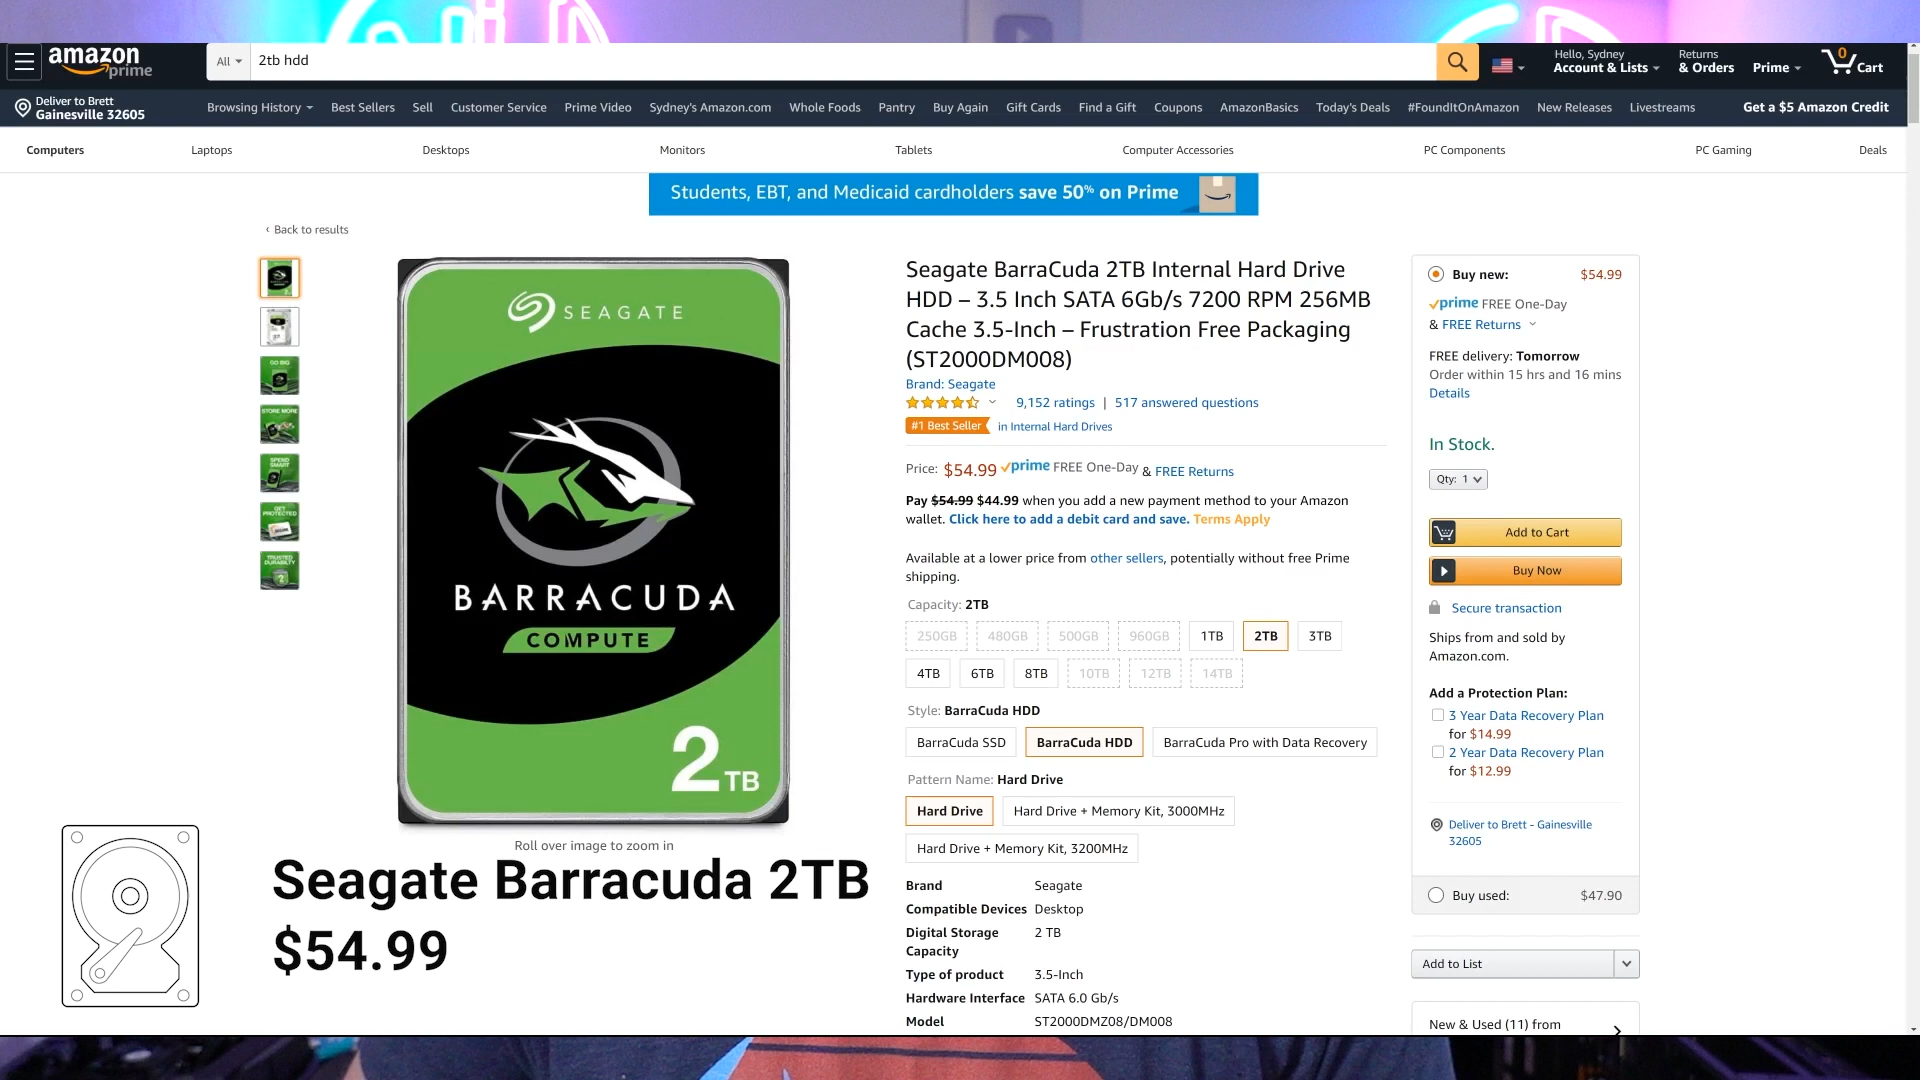 amazon
prime
All
2tb hdd
Hello, Sydney
Account & Lists
Returns
& Orders
Prime
0
Cart
Deliver to Brett
Gainesville 32605
Browsing History
Best Sellers
Sell
Customer Service
Prime Video
Sydney's Amazon.com
Whole Foods
Pantry
Buy Again
Gift Cards
Find a Gift
Coupons
AmazonBasics
Today's Deals
#FoundItOnAmazon
New Releases
Livestreams
Get a $5 Amazon Credit
Computers
Laptops
Desktops
Monitors
Tablets
Computer Accessories
PC Components
PC Gaming
Deals
Students, EBT, and Medicaid cardholders save 50% on Prime
‹ Back to results
GO BIG
STORE MORE
SPEND
SMART
GET
PROTECTED
TRUSTED
DURABILITY
SEAGATE
BARRACUDA
COMPUTE
2 TB
Roll over image to zoom in
Seagate Barracuda 2TB
$54.99
Seagate BarraCuda 2TB Internal Hard Drive
HDD – 3.5 Inch SATA 6Gb/s 7200 RPM 256MB
Cache 3.5-Inch – Frustration Free Packaging
(ST2000DM008)
Brand: Seagate
9,152 ratings | 517 answered questions
#1 Best Seller in Internal Hard Drives
Price: $54.99 prime FREE One-Day & FREE Returns
Pay $54.99 $44.99 when you add a new payment method to your Amazon
wallet. Click here to add a debit card and save. Terms Apply
Available at a lower price from other sellers, potentially without free Prime
shipping.
Capacity: 2TB
250GB 480GB 500GB 960GB 1TB 2TB 3TB
4TB 6TB 8TB 10TB 12TB 14TB
Style: BarraCuda HDD
BarraCuda SSD BarraCuda HDD BarraCuda Pro with Data Recovery
Pattern Name: Hard Drive
Hard Drive Hard Drive + Memory Kit, 3000MHz
Hard Drive + Memory Kit, 3200MHz
Brand Seagate
Compatible Devices Desktop
Digital Storage 2 TB
Capacity
Type of product 3.5-Inch
Hardware Interface SATA 6.0 Gb/s
Model ST2000DMZ08/DM008
Buy new: $54.99
prime FREE One-Day
& FREE Returns
FREE delivery: Tomorrow
Order within 15 hrs and 16 mins
Details
In Stock.
Qty: 1
Add to Cart
Buy Now
Secure transaction
Ships from and sold by
Amazon.com.
Add a Protection Plan:
3 Year Data Recovery Plan
for $14.99
2 Year Data Recovery Plan
for $12.99
Deliver to Brett - Gainesville
32605
Buy used: $47.90
Add to List
New & Used (11) from